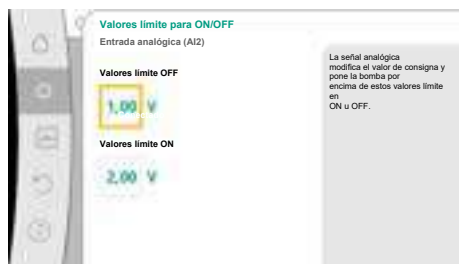 Valores límite para ON/OFF
Entrada analógica (AI2)
Valores límite OFF
1,00 V
Valores límite ON
2,00 V
La señal analógica
modifica el valor de consigna y
pone la bomba por
encima de estos valores límite
en
ON u OFF.